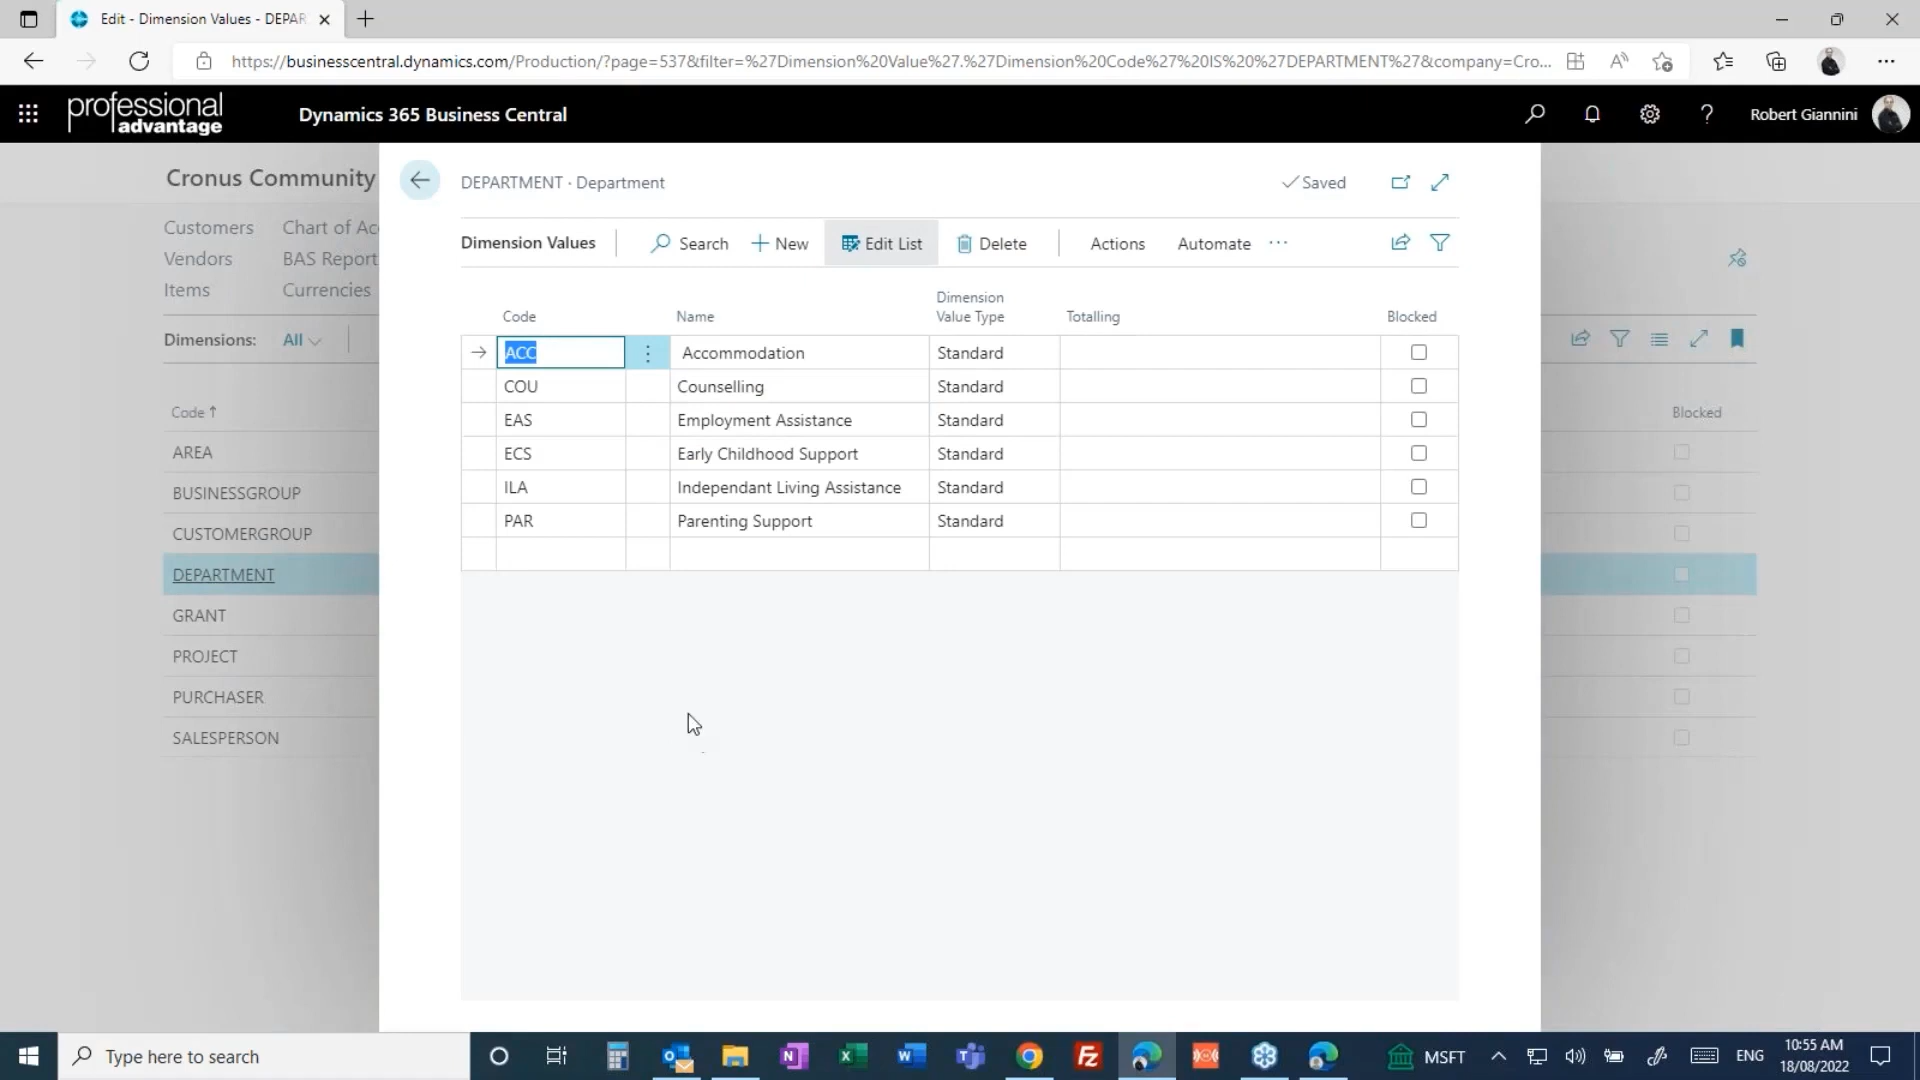 Edit - Dimension Values - DEPAR
https://businesscentral.dynamics.com/Production/?page=537&filter=%27Dimension%20Value%27.%27Dimension%20Code%27%20IS%20%27DEPARTMENT%27&company=Cro...
professional
advantage
Dynamics 365 Business Central
Robert Giannini
Cronus Community
Customers Chart of Acc
Vendors BAS Report
Items Currencies
Dimensions: All
Code ↑
Blocked
AREA
BUSINESSGROUP
CUSTOMERGROUP
DEPARTMENT
GRANT
PROJECT
PURCHASER
SALESPERSON
DEPARTMENT · Department
Saved
Dimension Values Search New Edit List Delete Actions Automate ...
Code Name Dimension Value Type Totalling Blocked
ACC Accommodation Standard
COU Counselling Standard
EAS Employment Assistance Standard
ECS Early Childhood Support Standard
ILA Independant Living Assistance Standard
PAR Parenting Support Standard
Type here to search
MSFT
ENG
10:55 AM
18/08/2022